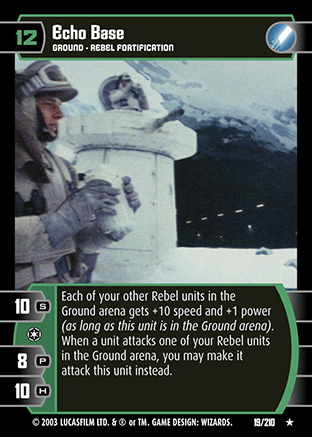 12 Echo Base
GROUND - REBEL FORTIFICATION
10 S
8 P
10 H
Each of your other Rebel units in the
Ground arena gets +10 speed and +1 power
(as long as this unit is in the Ground arena).
When a unit attacks one of your Rebel units
in the Ground arena, you may make it
attack this unit instead.
© 2003 LUCASFILM LTD. & ® or TM. GAME DESIGN: WIZARDS. 19/210 ★